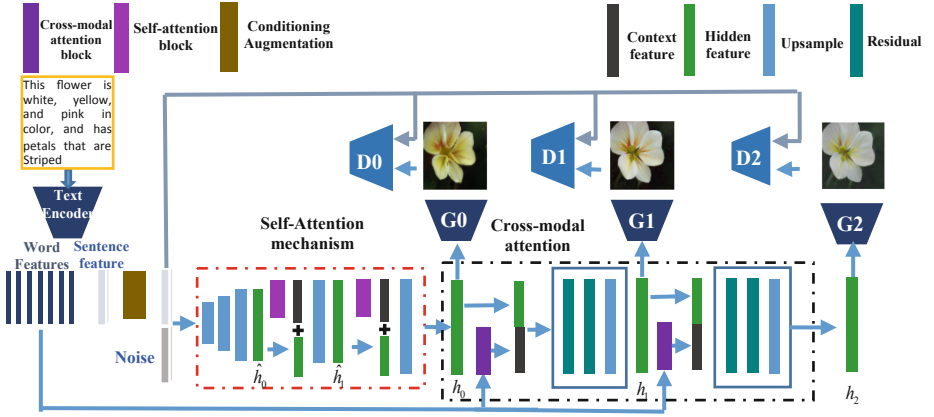 Cross-modal
attention
block
Self-attention
block
Conditioning
Augmentation
Context
feature
Hidden
feature
Upsample
Residual
This flower is
white, yellow,
and pink in
color, and has
petals that are
Striped
D0
D1
D2
Text
Encoder
G0
G1
G2
Self-Attention
mechanism
Cross-modal
attention
Word
Features
Sentence
feature
+
+
Noise
ĥ₀
ĥ₁
h₀
h₁
h₂